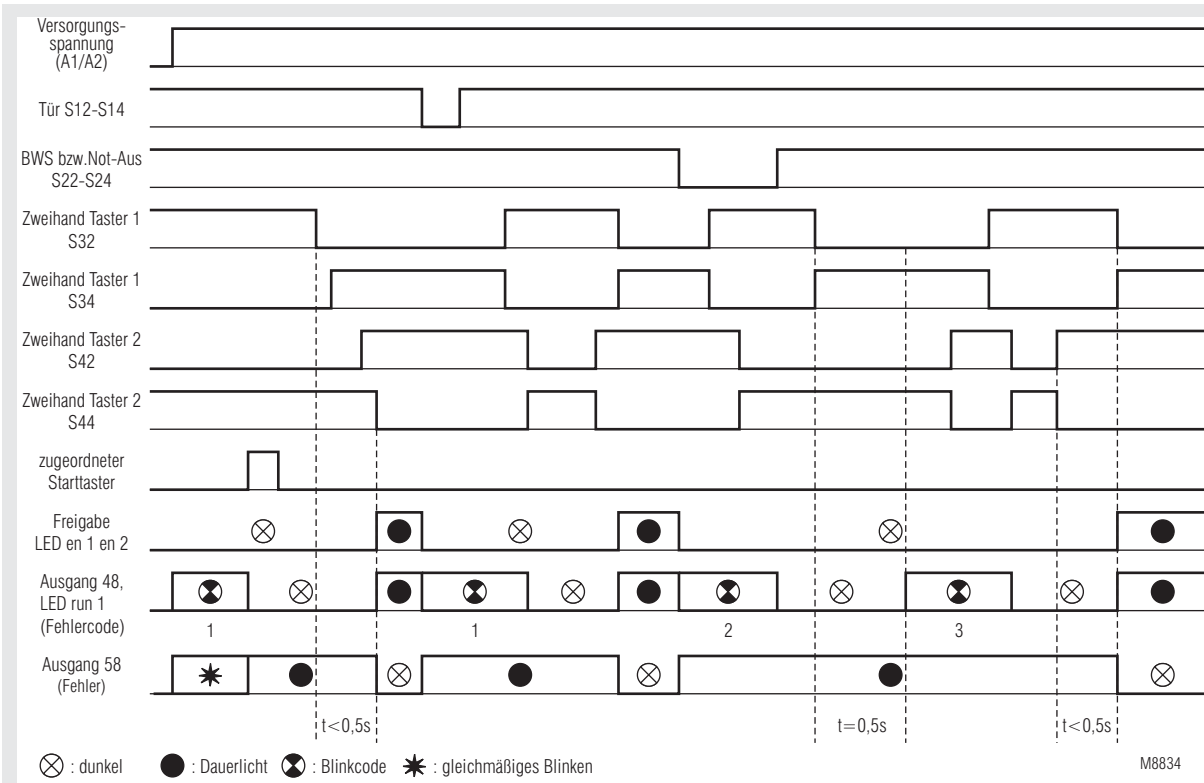 Versorgungs-
spannung
(A1/A2)
Tür S12-S14
BWS bzw.Not-Aus
S22-S24
Zweihand Taster 1
S32
Zweihand Taster 1
S34
Zweihand Taster 2
S42
Zweihand Taster 2
S44
zugeordneter
Starttaster
Freigabe
LED en 1 en 2
Ausgang 48,
LED run 1
(Fehlercode)
1
1
2
3
Ausgang 58
(Fehler)
t<0,5s
t=0,5s
t<0,5s
: dunkel
: Dauerlicht
: Blinkcode
: gleichmäßiges Blinken
M8834